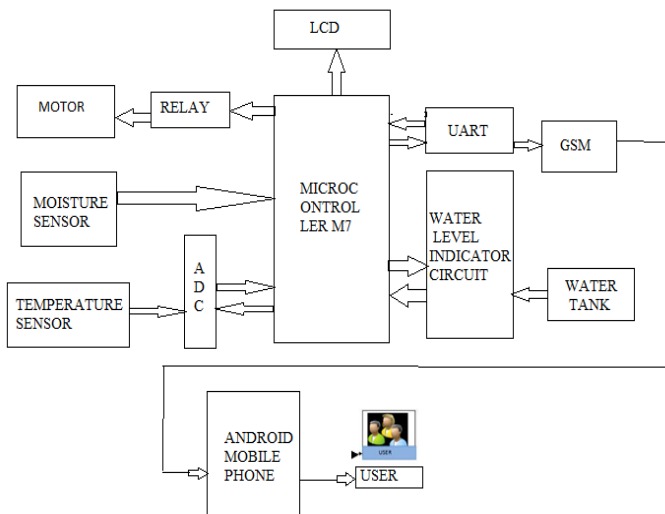 LCD
MOTOR
RELAY
UART
GSM
MOISTURE
SENSOR
MICROC
ONTROL
LER M7
WATER
LEVEL
INDICATOR
CIRCUIT
A
D
C
TEMPERATURE
SENSOR
WATER
TANK
ANDROID
MOBILE
PHONE
USER
USER